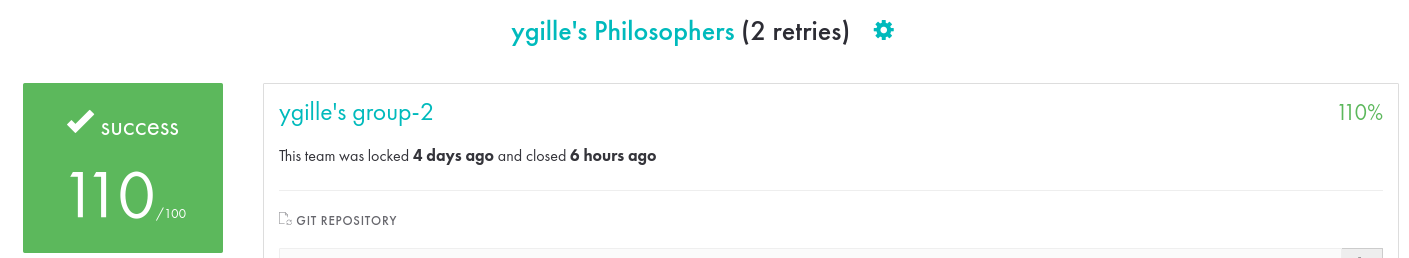 ygille's Philosophers (2 retries)
success
110/100
ygille's group-2
110%
This team was locked 4 days ago and closed 6 hours ago
GIT REPOSITORY